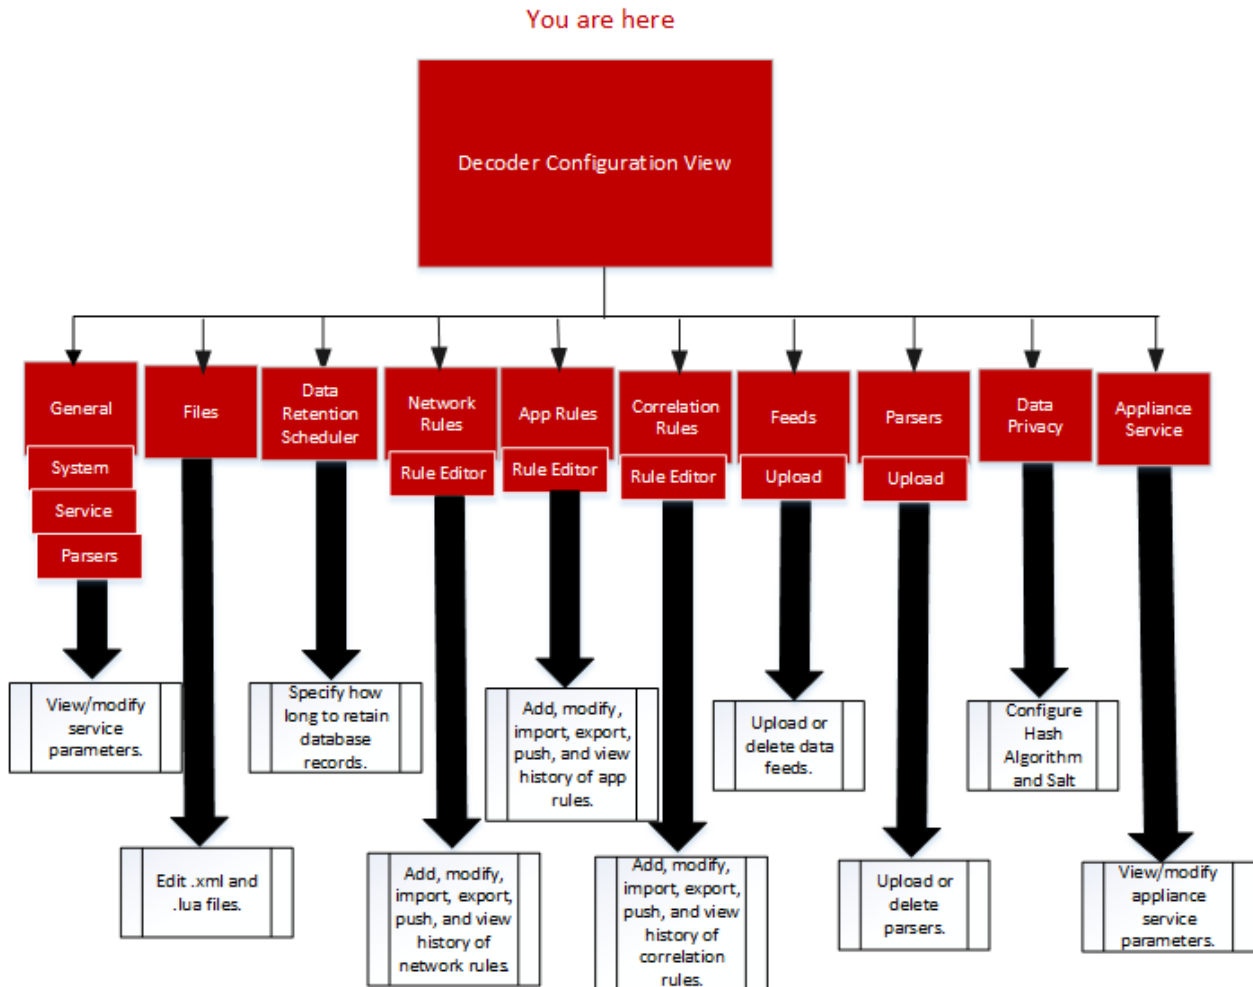 You are here
Decoder Configuration View
General
System
Service
Parsers
Files
Data
Retention
Scheduler
Network
Rules
Rule Editor
App Rules
Rule Editor
Correlation
Rules
Rule Editor
Feeds
Upload
Parsers
Upload
Data
Privacy
Appliance
Service
View/modify
service
parameters.
Edit .xml and
.lua files.
Specify how
long to retain
database
records.
Add, modify,
import, export,
push, and view
history of
network rules.
Add, modify,
import, export,
push, and view
history of app
rules.
Add, modify,
import, export,
push, and view
history of
correlation
rules.
Upload or
delete data
feeds.
Upload or
delete
parsers.
Configure
Hash
Algorithm
and Salt
View/modify
appliance
service
parameters.